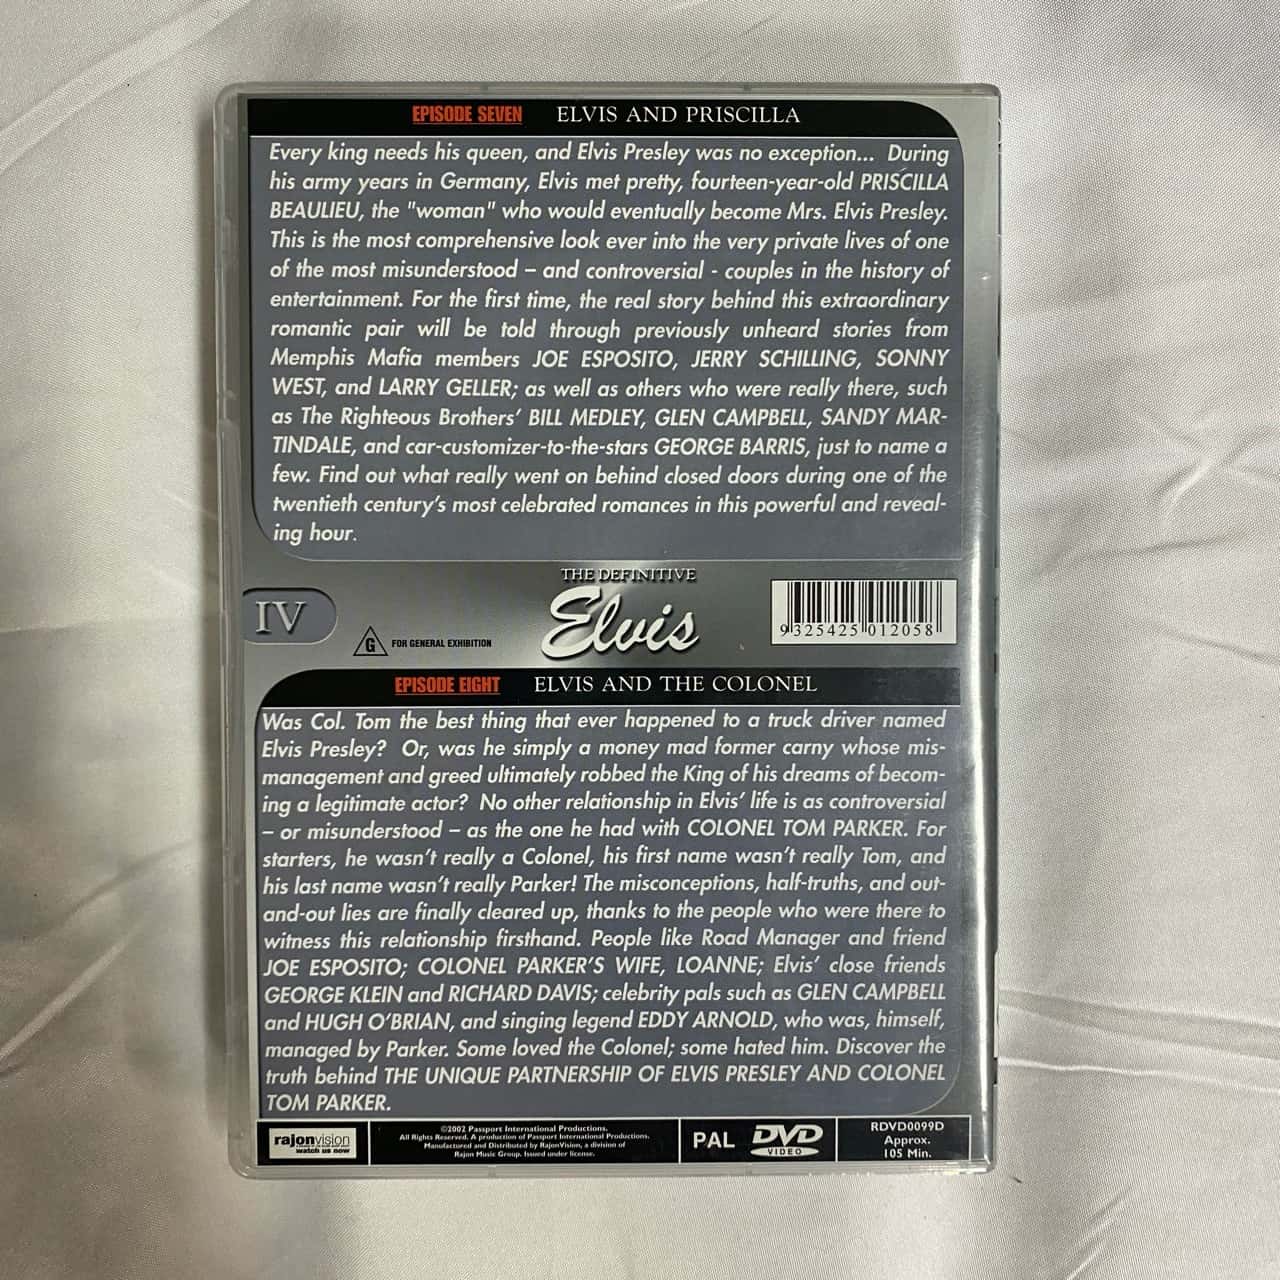 EPISODE SEVEN ELVIS AND PRISCILLA
Every king needs his queen, and Elvis Presley was no exception... During
his army years in Germany, Elvis met pretty, fourteen-year-old PRISCILLA
BEAULIEU, the "woman" who would eventually become Mrs. Elvis Presley.
This is the most comprehensive look ever into the very private lives of one
of the most misunderstood – and controversial - couples in the history of
entertainment. For the first time, the real story behind this extraordinary
romantic pair will be told through previously unheard stories from
Memphis Mafia members JOE ESPOSITO, JERRY SCHILLING, SONNY
WEST, and LARRY GELLER; as well as others who were really there, such
as The Righteous Brothers’ BILL MEDLEY, GLEN CAMPBELL, SANDY MAR-
TINDALE, and car-customizer-to-the-stars GEORGE BARRIS, just to name a
few. Find out what really went on behind closed doors during one of the
twentieth century’s most celebrated romances in this powerful and reveal-
ing hour.
THE DEFINITIVE
Elvis
IV
G FOR GENERAL EXHIBITION
9 325425 012058
EPISODE EIGHT ELVIS AND THE COLONEL
Was Col. Tom the best thing that ever happened to a truck driver named
Elvis Presley? Or, was he simply a money mad former carny whose mis-
management and greed ultimately robbed the King of his dreams of becom-
ing a legitimate actor? No other relationship in Elvis’ life is as controversial
– or misunderstood – as the one he had with COLONEL TOM PARKER. For
starters, he wasn’t really a Colonel, his first name wasn’t really Tom, and
his last name wasn’t really Parker! The misconceptions, half-truths, and out-
and-out lies are finally cleared up, thanks to the people who were there to
witness this relationship firsthand. People like Road Manager and friend
JOE ESPOSITO; COLONEL PARKER’S WIFE, LOANNE; Elvis’ close friends
GEORGE KLEIN and RICHARD DAVIS; celebrity pals such as GLEN CAMPBELL
and HUGH O’BRIAN, and singing legend EDDY ARNOLD, who was, himself,
managed by Parker. Some loved the Colonel; some hated him. Discover the
truth behind THE UNIQUE PARTNERSHIP OF ELVIS PRESLEY AND COLONEL
TOM PARKER.
rajonvision
watch us now
©2002 Passport International Productions.
All Rights Reserved. A production of Passport International Productions.
Manufactured and Distributed by RajonVision, a division of
Rajon Music Group. Issued under license.
PAL
DVD
VIDEO
RDVD0099D
Approx.
105 Min.